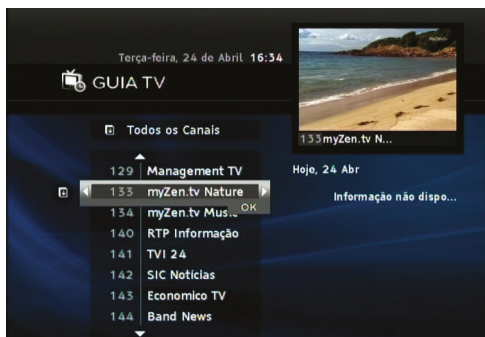 Terça-feira, 24 de Abril 16:34
GUIA TV
133 myZen.tv N...
Todos os Canais
Hoje, 24 Abr
Informação não dispo...
129 Management TV
133 myZen.tv Nature
OK
134 myZen.tv Music
140 RTP Informação
141 TVI 24
142 SIC Notícias
143 Economico TV
144 Band News